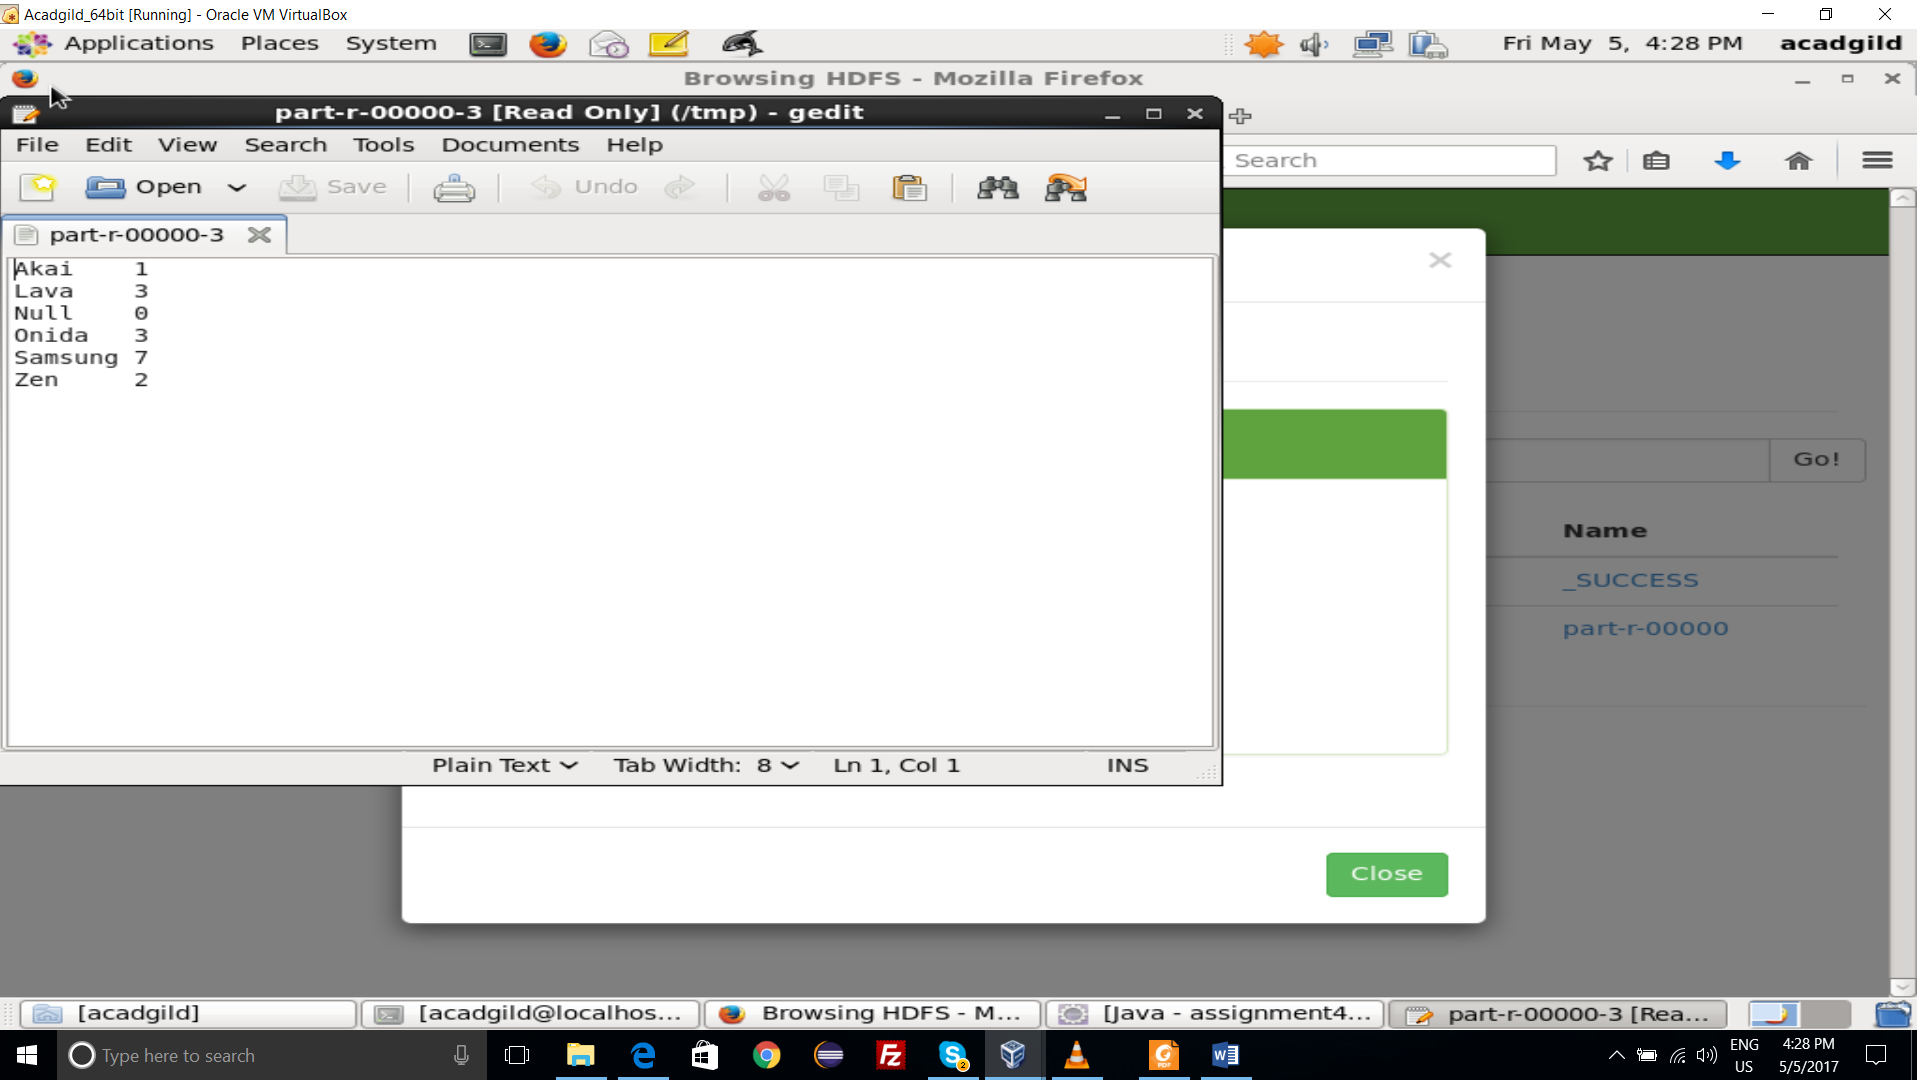 Acadgild_64bit [Running] - Oracle VM VirtualBox
Applications Places System Fri May 5, 4:28 PM acadgild
Browsing HDFS - Mozilla Firefox
part-r-00000-3 [Read Only] (/tmp) - gedit
File Edit View Search Tools Documents Help
Search
Open Save Undo
part-r-00000-3
Akai 1
Lava 3
Null 0
Onida 3
Samsung 7
Zen 2
Go!
Name
_SUCCESS
part-r-00000
Plain Text Tab Width: 8 Ln 1, Col 1 INS
Close
[acadgild] [acadgild@localhos... Browsing HDFS - M... [Java - assignment4... part-r-00000-3 [Rea...
Type here to search
ENG
US
4:28 PM
5/5/2017